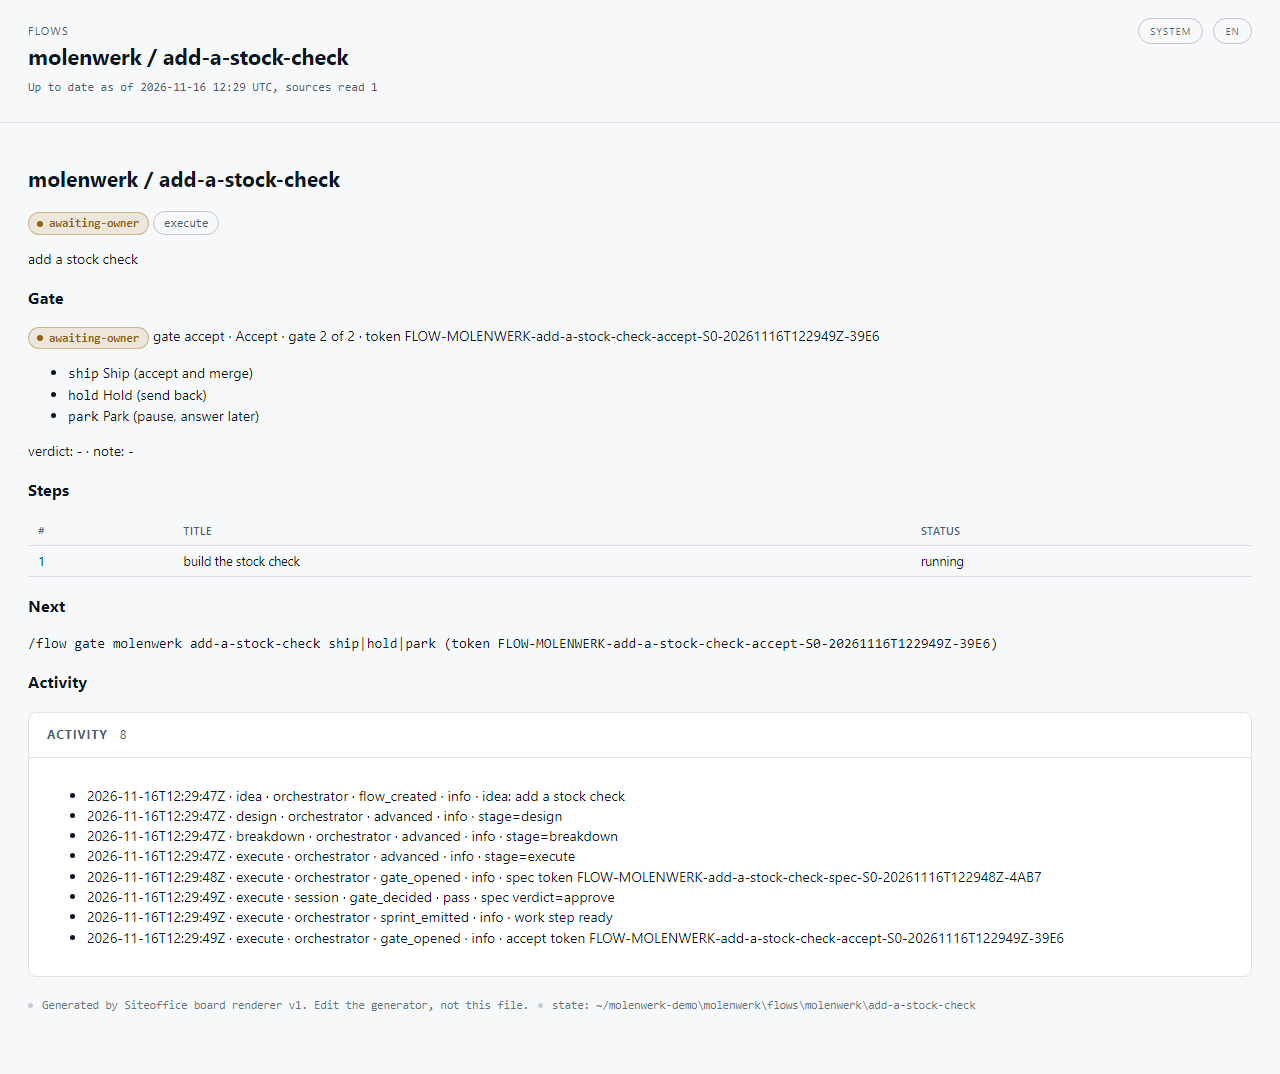 FLOWS
molenwerk / add-a-stock-check
Up to date as of 2026-11-16 12:29 UTC, sources read 1
SYSTEM
EN
molenwerk / add-a-stock-check
awaiting-owner
execute
add a stock check
Gate
awaiting-owner gate accept · Accept · gate 2 of 2 · token FLOW-MOLENWERK-add-a-stock-check-accept-S0-20261116T122949Z-39E6
ship Ship (accept and merge)
hold Hold (send back)
park Park (pause, answer later)
verdict: - · note: -
Steps
# TITLE STATUS
1 build the stock check running
Next
/flow gate molenwerk add-a-stock-check ship|hold|park (token FLOW-MOLENWERK-add-a-stock-check-accept-S0-20261116T122949Z-39E6)
Activity
ACTIVITY 8
2026-11-16T12:29:47Z · idea · orchestrator · flow_created · info · idea: add a stock check
2026-11-16T12:29:47Z · design · orchestrator · advanced · info · stage=design
2026-11-16T12:29:47Z · breakdown · orchestrator · advanced · info · stage=breakdown
2026-11-16T12:29:47Z · execute · orchestrator · advanced · info · stage=execute
2026-11-16T12:29:48Z · execute · orchestrator · gate_opened · info · spec token FLOW-MOLENWERK-add-a-stock-check-spec-S0-20261116T122948Z-4AB7
2026-11-16T12:29:49Z · execute · session · gate_decided · pass · spec verdict=approve
2026-11-16T12:29:49Z · execute · orchestrator · sprint_emitted · info · work step ready
2026-11-16T12:29:49Z · execute · orchestrator · gate_opened · info · accept token FLOW-MOLENWERK-add-a-stock-check-accept-S0-20261116T122949Z-39E6
Generated by Siteoffice board renderer v1. Edit the generator, not this file.
state: ~/molenwerk-demo\molenwerk\flows\molenwerk\add-a-stock-check